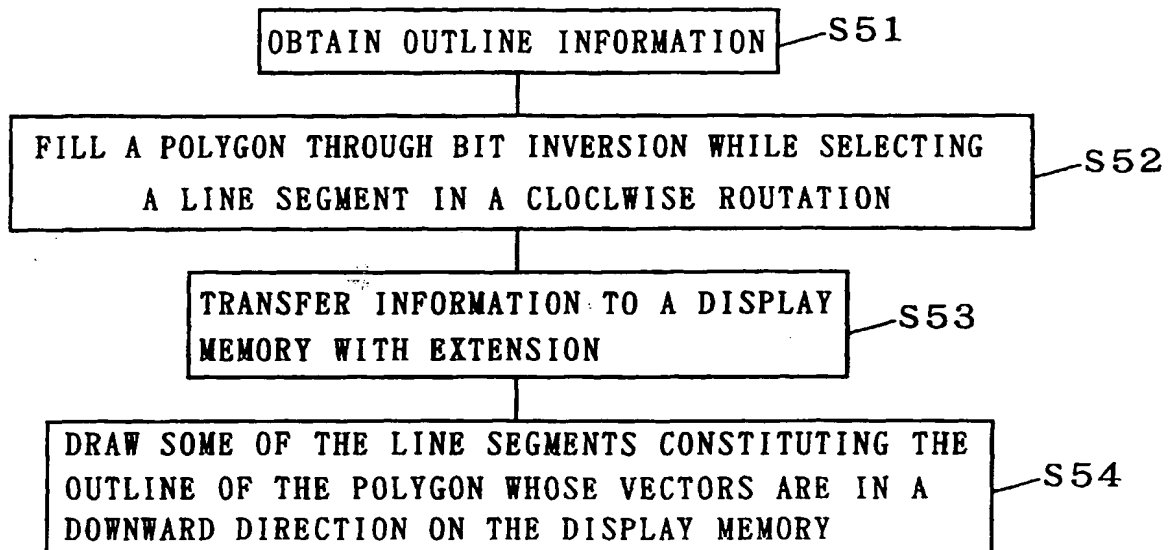 OBTAIN OUTLINE INFORMATION
S51
FILL A POLYGON THROUGH BIT INVERSION WHILE SELECTING
A LINE SEGMENT IN A CLOCLWISE ROUTATION
S52
TRANSFER INFORMATION TO A DISPLAY
MEMORY WITH EXTENSION
S53
DRAW SOME OF THE LINE SEGMENTS CONSTITUTING THE
OUTLINE OF THE POLYGON WHOSE VECTORS ARE IN A
DOWNWARD DIRECTION ON THE DISPLAY MEMORY
S54